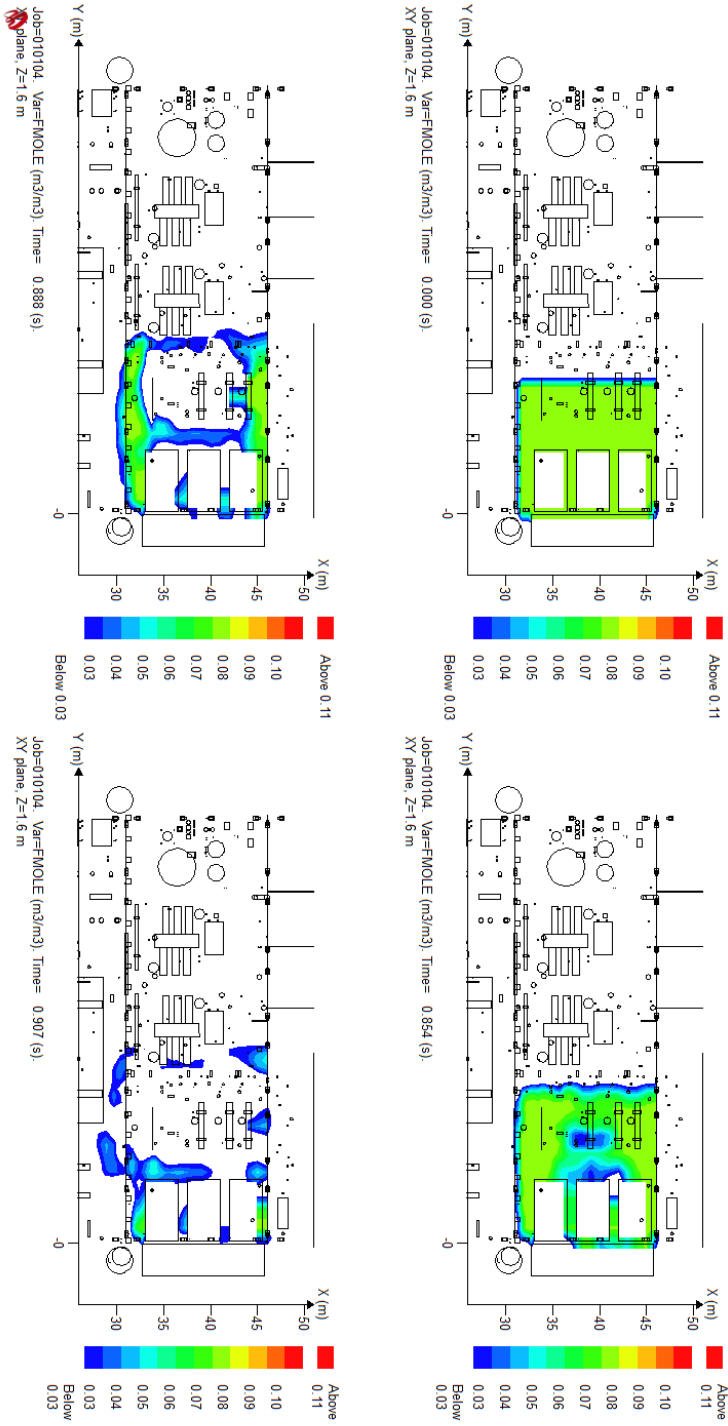 X (m)
50
45
40
35
30
-0
Y (m)
Above 0.11
0.10
0.09
0.08
0.07
0.06
0.05
0.04
0.03
Below 0.03
Job=010104. Var=FMOLE (m3/m3). Time= 0.000 (s).
XY plane, Z=1.6 m
X (m)
50
45
40
35
30
-0
Y (m)
Above
0.11
0.10
0.09
0.08
0.07
0.06
0.05
0.04
0.03
Below
0.03
Job=010104. Var=FMOLE (m3/m3). Time= 0.854 (s).
XY plane, Z=1.6 m
X (m)
50
45
40
35
30
-0
Y (m)
Above 0.11
0.10
0.09
0.08
0.07
0.06
0.05
0.04
0.03
Below 0.03
Job=010104. Var=FMOLE (m3/m3). Time= 0.888 (s).
plane, Z=1.6 m
X (m)
50
45
40
35
30
-0
Y (m)
Above
0.11
0.10
0.09
0.08
0.07
0.06
0.05
0.04
0.03
Below
0.03
Job=010104. Var=FMOLE (m3/m3). Time= 0.907 (s).
XY plane, Z=1.6 m